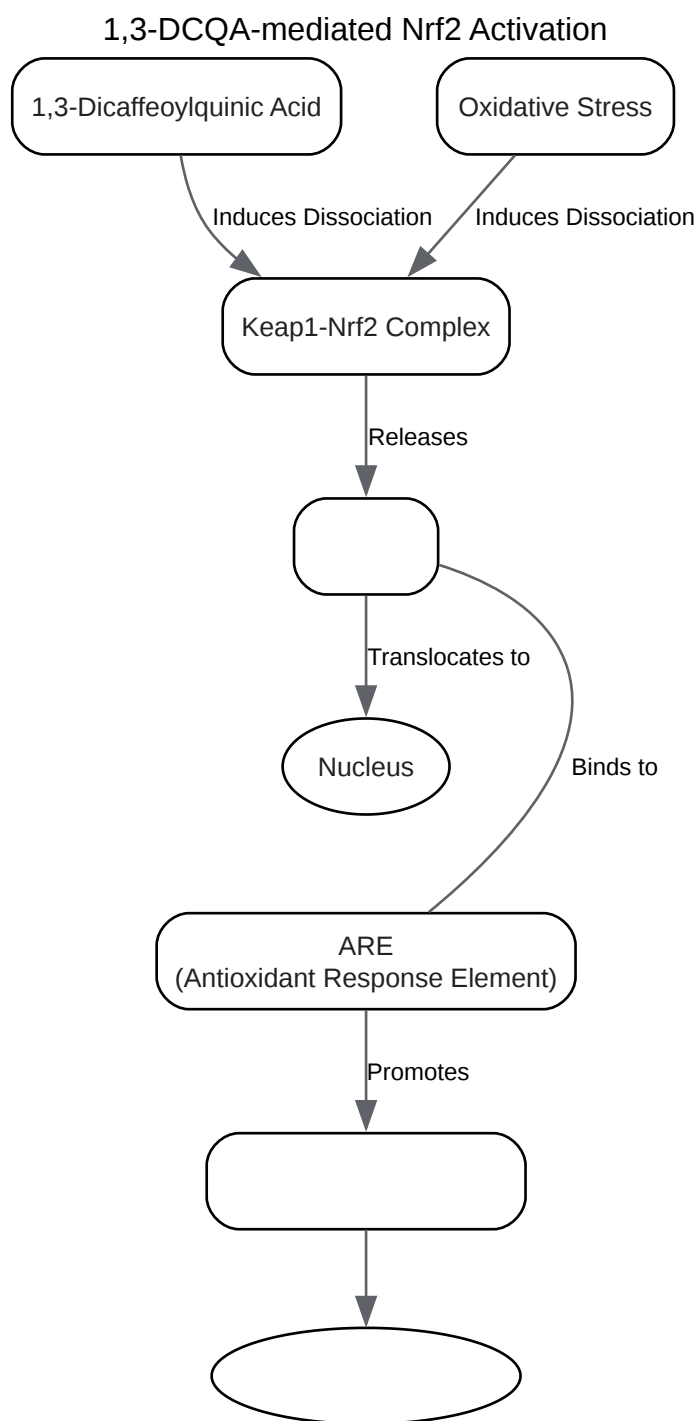 1,3-DCQA-mediated Nrf2 Activation
1,3-Dicaffeoylquinic Acid
Oxidative Stress
Induces Dissociation
Induces Dissociation
Keap1-Nrf2 Complex
Releases
Translocates to
Nucleus
Binds to
ARE
(Antioxidant Response Element)
Promotes